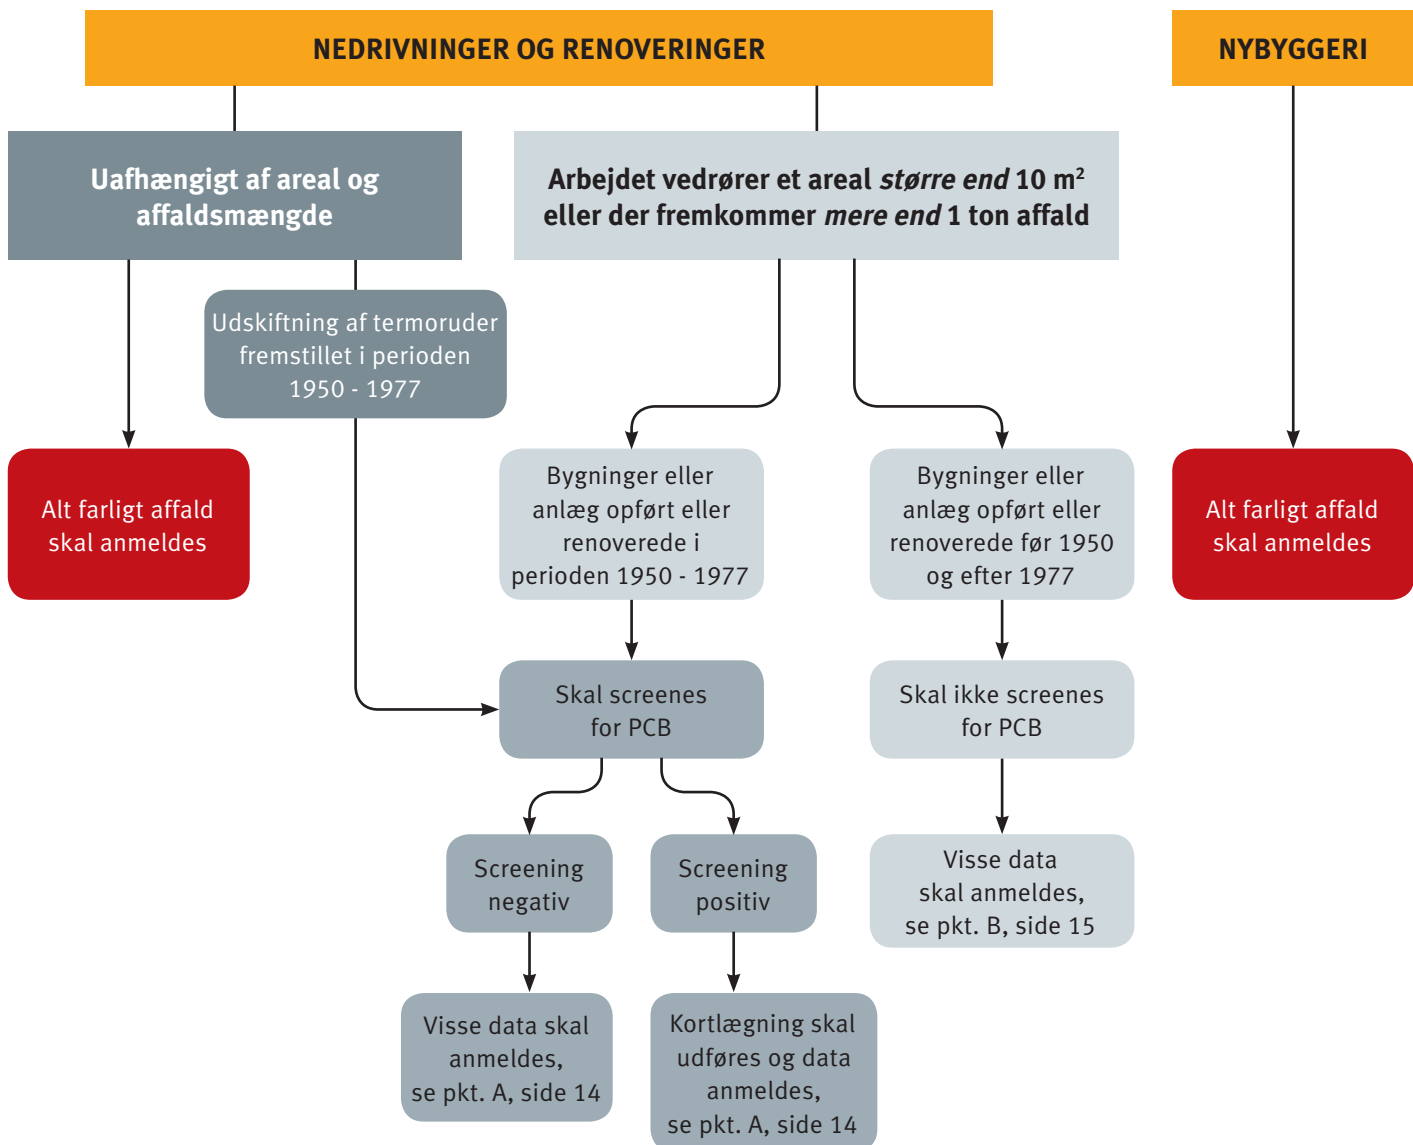 NEDRIVNINGER OG RENOVERINGER
NYBYGGERI
Uafhængigt af areal og
affaldsmængde
Arbejdet vedrører et areal større end 10 m²
eller der fremkommer mere end 1 ton affald
Udskiftning af termoruder
fremstillet i perioden
1950 - 1977
Alt farligt affald
skal anmeldes
Bygninger eller
anlæg opført eller
renoverede i
perioden 1950 - 1977
Bygninger eller
anlæg opført eller
renoverede før 1950
og efter 1977
Alt farligt affald
skal anmeldes
Skal screenes
for PCB
Skal ikke screenes
for PCB
Screening
negativ
Screening
positiv
Visse data
skal anmeldes,
se pkt. B, side 15
Visse data skal
anmeldes,
se pkt. A, side 14
Kortlægning skal
udføres og data
anmeldes,
se pkt. A, side 14